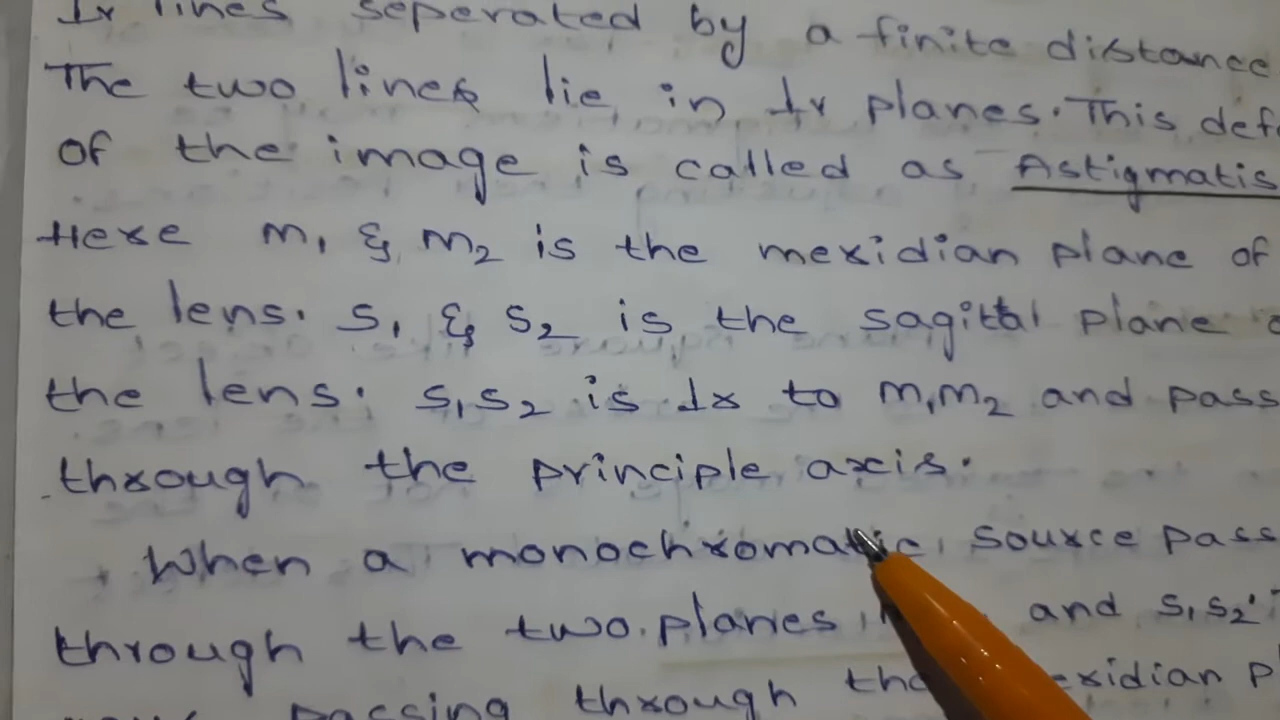 ⊥r lines seperated by a finite distance
The two lines lie in ⊥r planes. This def
of the image is called as Astigmatis
Here M₁ & M₂ is the meridian plane of
the lens. S₁ & S₂ is the sagittal plane
the lens. S₁S₂ is ⊥r to M₁M₂ and pass
through the principle axis.
When a monochromatic source pass
through the two planes and S₁S₂.
passing through the meridian p